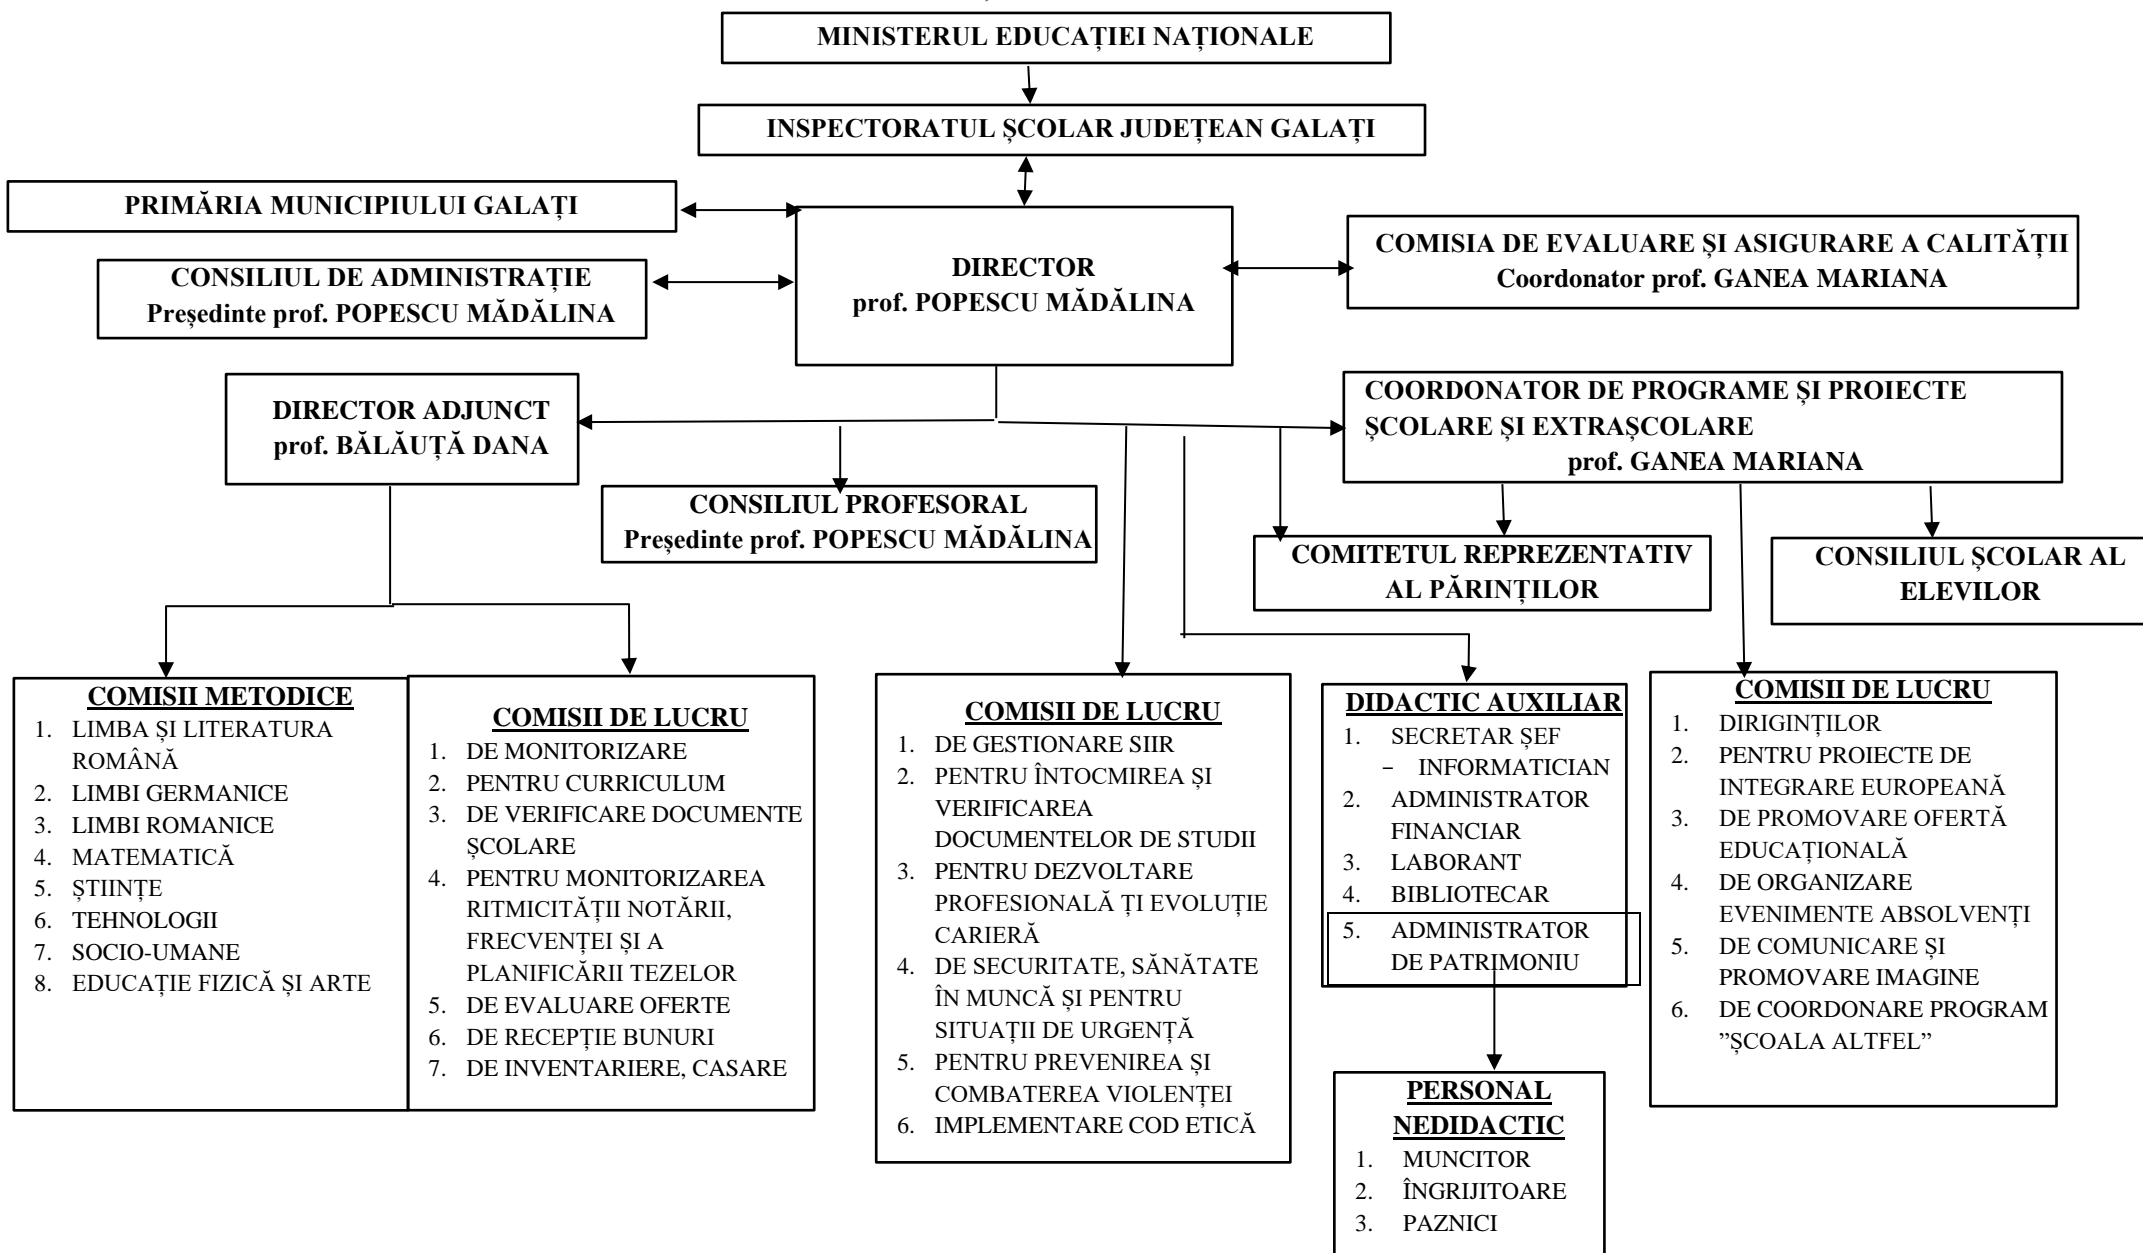 MINISTERUL EDUCAȚIEI NAȚIONALE
INSPECTORATUL ȘCOLAR JUDEȚEAN GALAȚI
PRIMĂRIA MUNICIPIULUI GALAȚI
CONSILIUL DE ADMINISTRAȚIE
Președinte prof. POPESCU MĂDĂLINA
DIRECTOR
prof. POPESCU MĂDĂLINA
COMISIA DE EVALUARE ȘI ASIGURARE A CALITĂȚII
Coordonator prof. GANEA MARIANA
DIRECTOR ADJUNCT
prof. BĂLĂUȚĂ DANA
COORDONATOR DE PROGRAME ȘI PROIECTE
ȘCOLARE ȘI EXTRAȘCOLARE
prof. GANEA MARIANA
CONSILIUL PROFESORAL
Președinte prof. POPESCU MĂDĂLINA
COMITETUL REPREZENTATIV
AL PĂRINȚILOR
CONSILIUL ȘCOLAR AL
ELEVILOR
COMISII METODICE
1. LIMBA ȘI LITERATURA
ROMÂNĂ
2. LIMBI GERMANICE
3. LIMBI ROMANICE
4. MATEMATICĂ
5. ȘTIINȚE
6. TEHNOLOGII
7. SOCIO-UMANE
8. EDUCAȚIE FIZICĂ ȘI ARTE
COMISII DE LUCRU
1. DE MONITORIZARE
2. PENTRU CURRICULUM
3. DE VERIFICARE DOCUMENTE
ȘCOLARE
4. PENTRU MONITORIZAREA
RITMICITĂȚII NOTĂRII,
FRECVENȚEI ȘI A
PLANIFICĂRII TEZELOR
5. DE EVALUARE OFERTE
6. DE RECEPȚIE BUNURI
7. DE INVENTARIERE, CASARE
COMISII DE LUCRU
1. DE GESTIONARE SIIR
2. PENTRU ÎNTOCMIREA ȘI
VERIFICAREA
DOCUMENTELOR DE STUDII
3. PENTRU DEZVOLTARE
PROFESIONALĂ ȚI EVOLUȚIE
CARIERĂ
4. DE SECURITATE, SĂNĂTATE
ÎN MUNCĂ ȘI PENTRU
SITUAȚII DE URGENȚĂ
5. PENTRU PREVENIREA ȘI
COMBATEREA VIOLENȚEI
6. IMPLEMENTARE COD ETICĂ
DIDACTIC AUXILIAR
1. SECRETAR ȘEF
– INFORMATICIAN
2. ADMINISTRATOR
FINANCIAR
3. LABORANT
4. BIBLIOTECAR
5. ADMINISTRATOR
DE PATRIMONIU
PERSONAL
NEDIDACTIC
1. MUNCITOR
2. ÎNGRIJITOARE
3. PAZNICI
COMISII DE LUCRU
1. DIRIGINȚILOR
2. PENTRU PROIECTE DE
INTEGRARE EUROPEANĂ
3. DE PROMOVARE OFERTĂ
EDUCAȚIONALĂ
4. DE ORGANIZARE
EVENIMENTE ABSOLVENȚI
5. DE COMUNICARE ȘI
PROMOVARE IMAGINE
6. DE COORDONARE PROGRAM
”ȘCOALA ALTFEL”